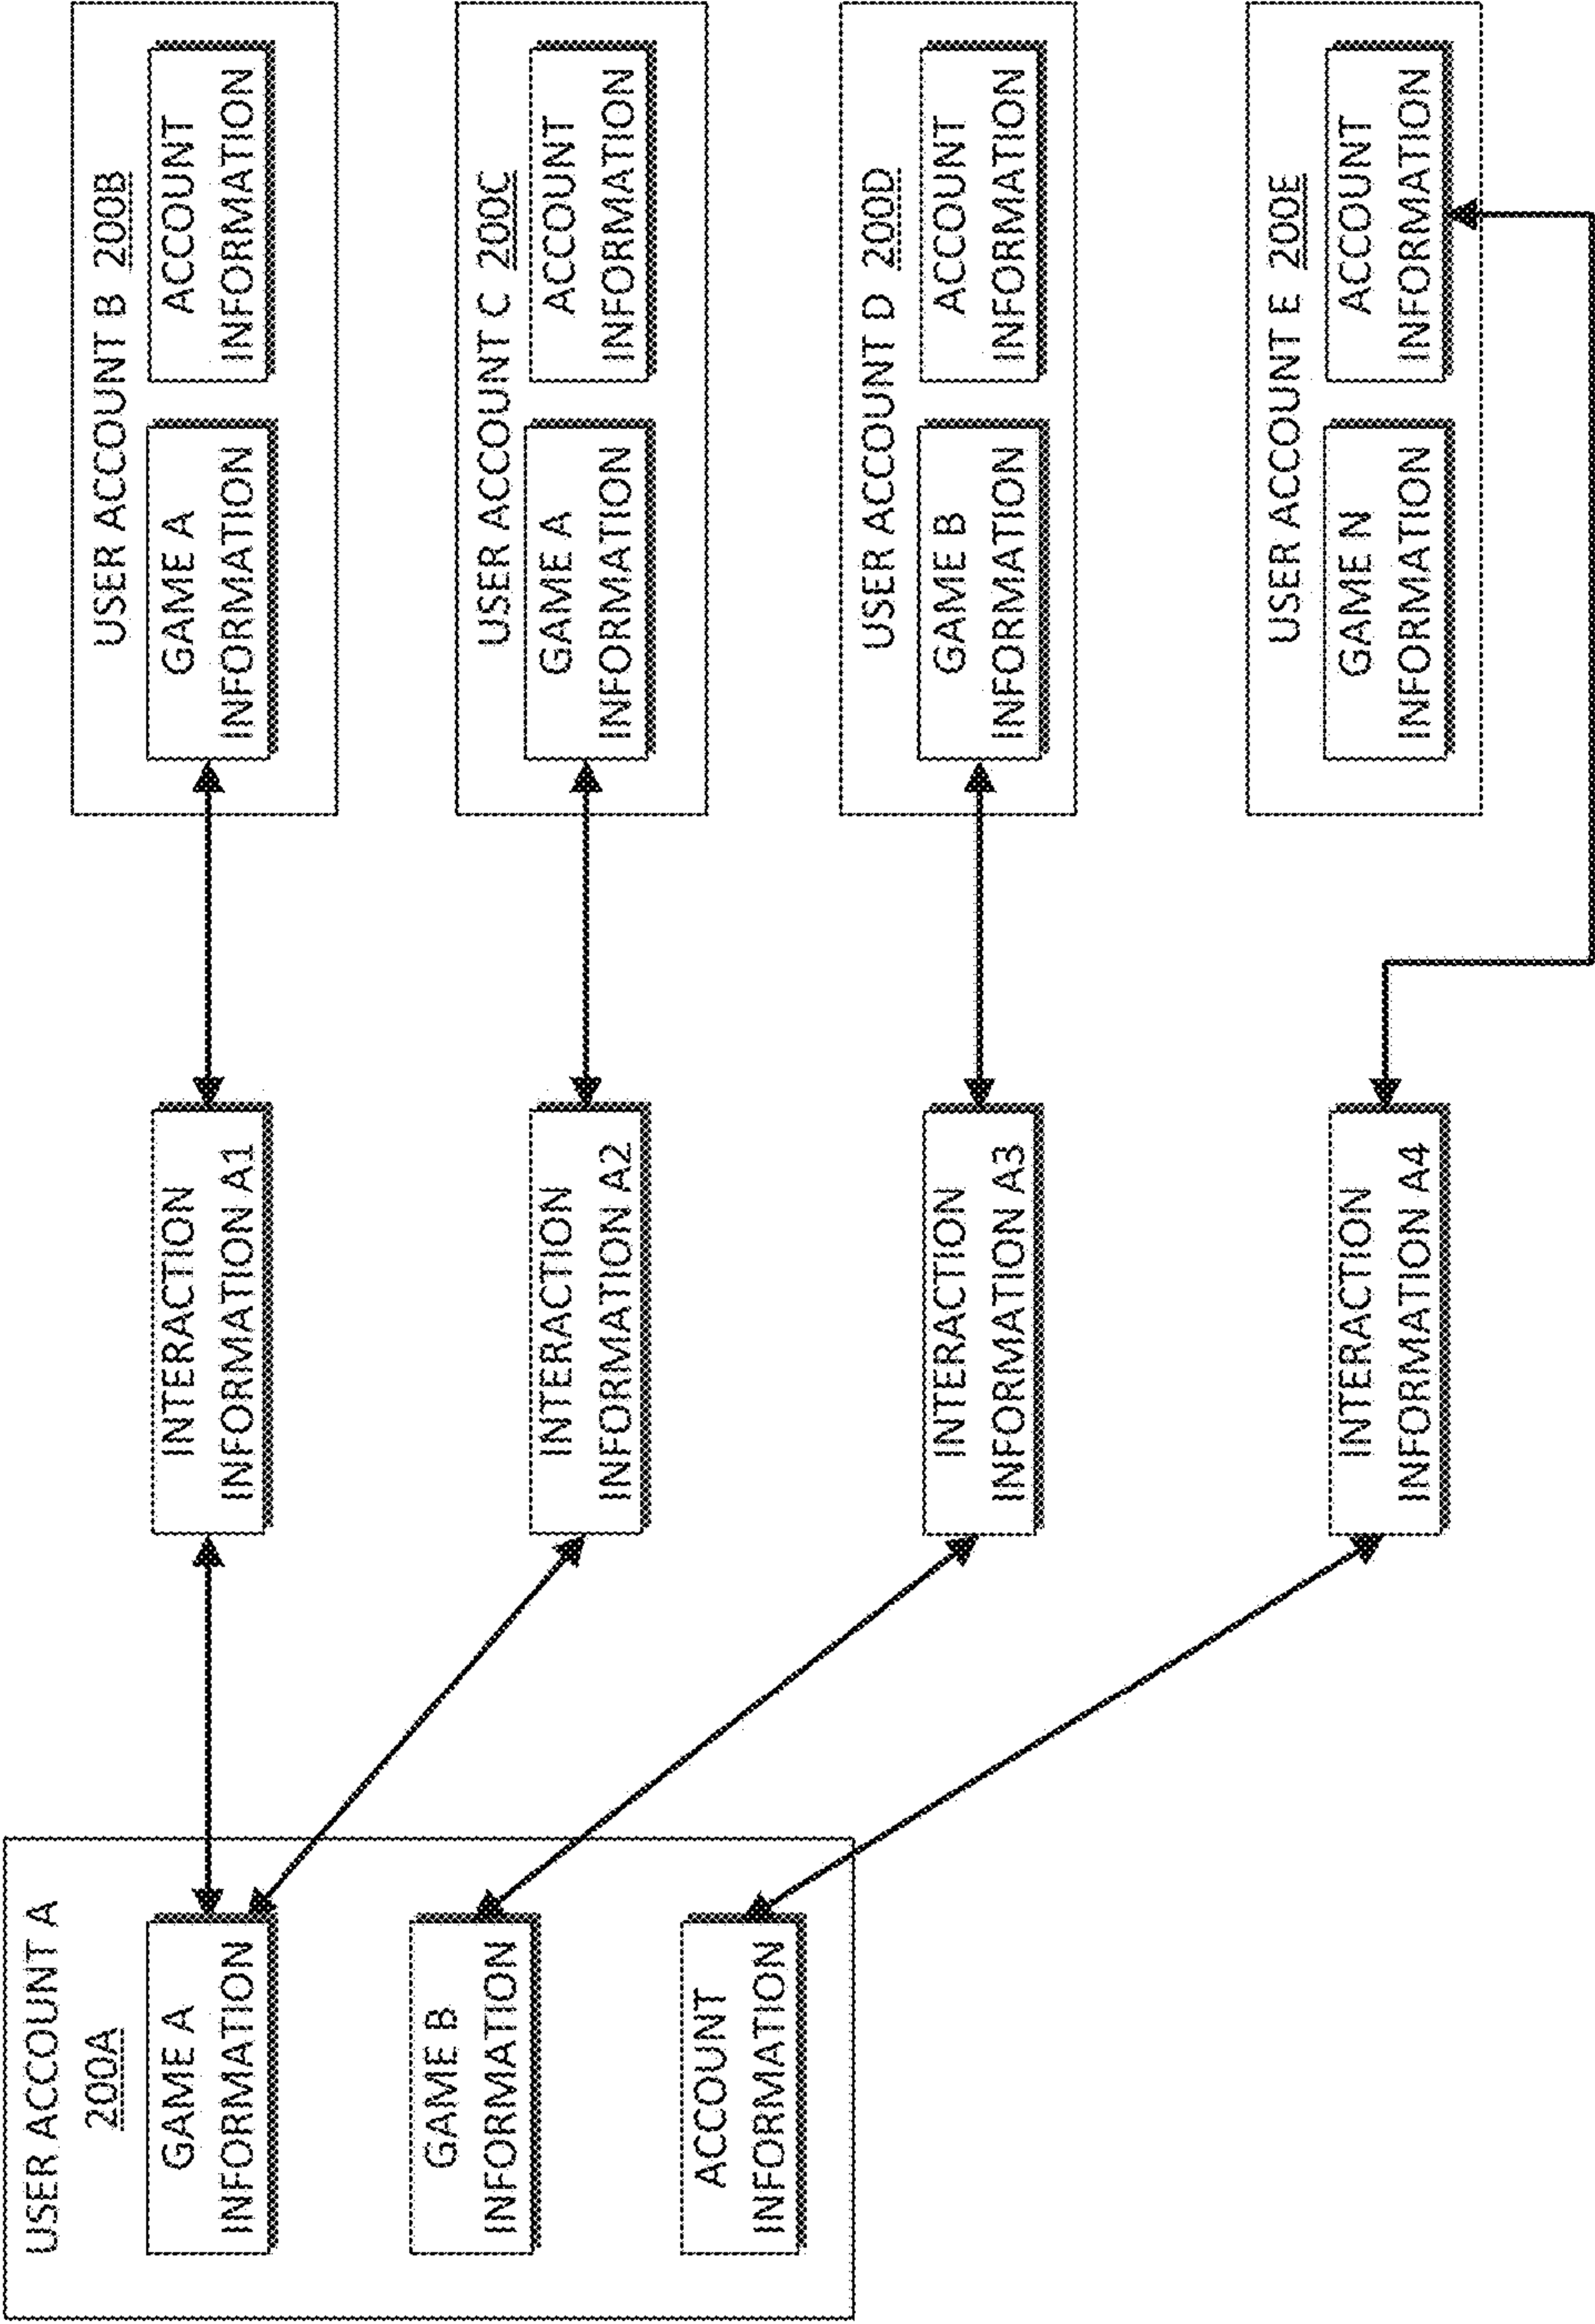 USER ACCOUNT A
200A
GAME A
INFORMATION
GAME B
INFORMATION
ACCOUNT
INFORMATION
INTERACTION
INFORMATION A1
INTERACTION
INFORMATION A2
INTERACTION
INFORMATION A3
INTERACTION
INFORMATION A4
USER ACCOUNT B 200B
GAME A
INFORMATION
ACCOUNT
INFORMATION
USER ACCOUNT C 200C
GAME A
INFORMATION
ACCOUNT
INFORMATION
USER ACCOUNT D 200D
GAME B
INFORMATION
ACCOUNT
INFORMATION
USER ACCOUNT E 200E
GAME N
INFORMATION
ACCOUNT
INFORMATION